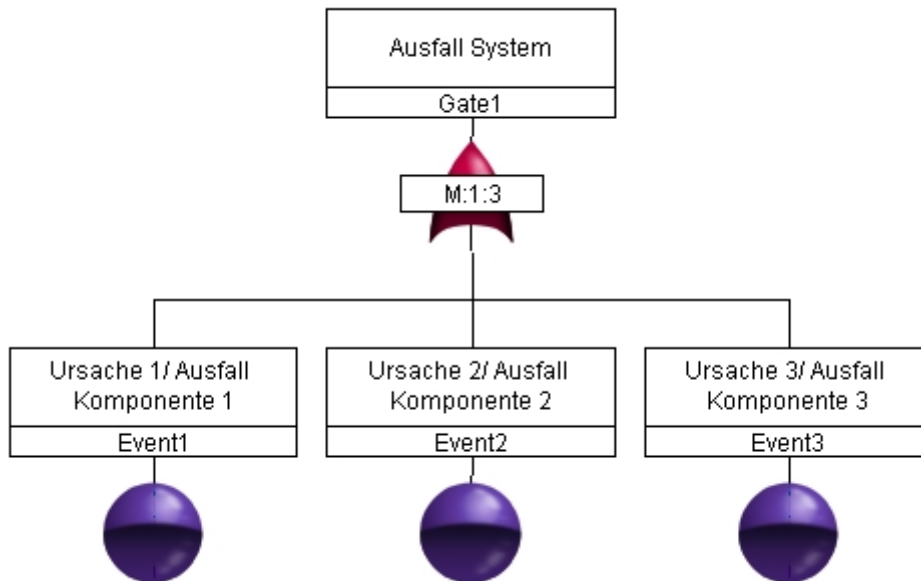 Ausfall System
Gate1
M:1:3
Ursache 1/ Ausfall
Komponente 1
Event1
Ursache 2/ Ausfall
Komponente 2
Event2
Ursache 3/ Ausfall
Komponente 3
Event3